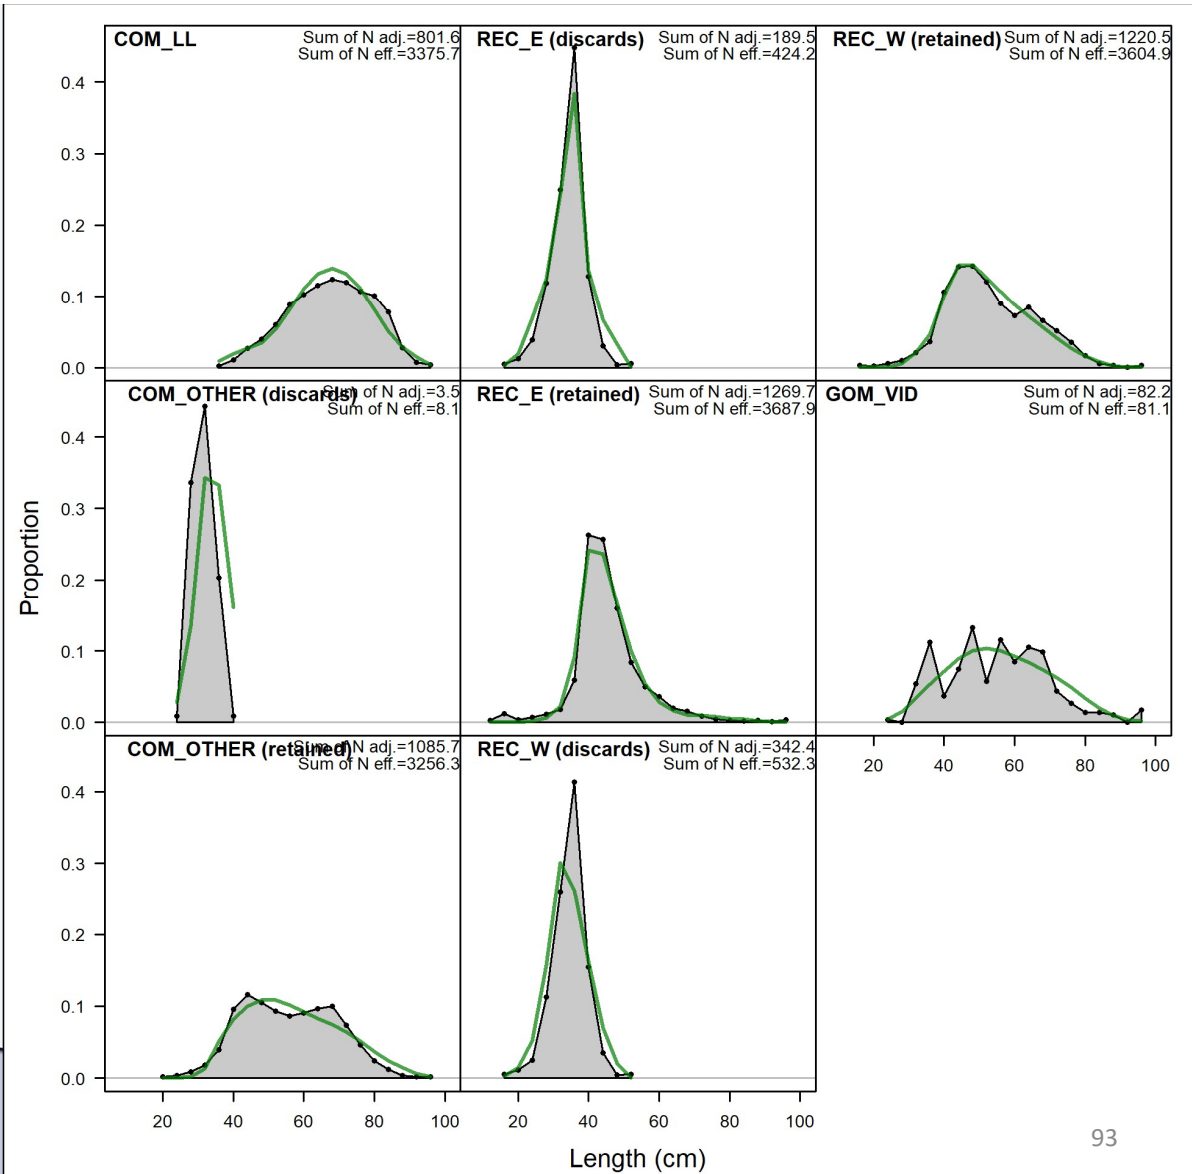 COM_LL
Sum of N adj.=801.6
Sum of N eff.=3375.7
REC_E (discards)
Sum of N adj.=189.5
Sum of N eff.=424.2
REC_W (retained)
Sum of N adj.=1220.5
Sum of N eff.=3604.9
0.4
0.3
0.2
0.1
0.0
COM_OTHER (discards)
Sum of N adj.=3.5
Sum of N eff.=8.1
REC_E (retained)
Sum of N adj.=1269.7
Sum of N eff.=3687.9
GOM_VID
Sum of N adj.=82.2
Sum of N eff.=81.1
0.4
0.3
0.2
0.1
0.0
Proportion
20 40 60 80 100
COM_OTHER (retained)
Sum of N adj.=1085.7
Sum of N eff.=3256.3
REC_W (discards)
Sum of N adj.=342.4
Sum of N eff.=532.3
0.4
0.3
0.2
0.1
0.0
20 40 60 80 100
20 40 60 80 100
Length (cm)
93